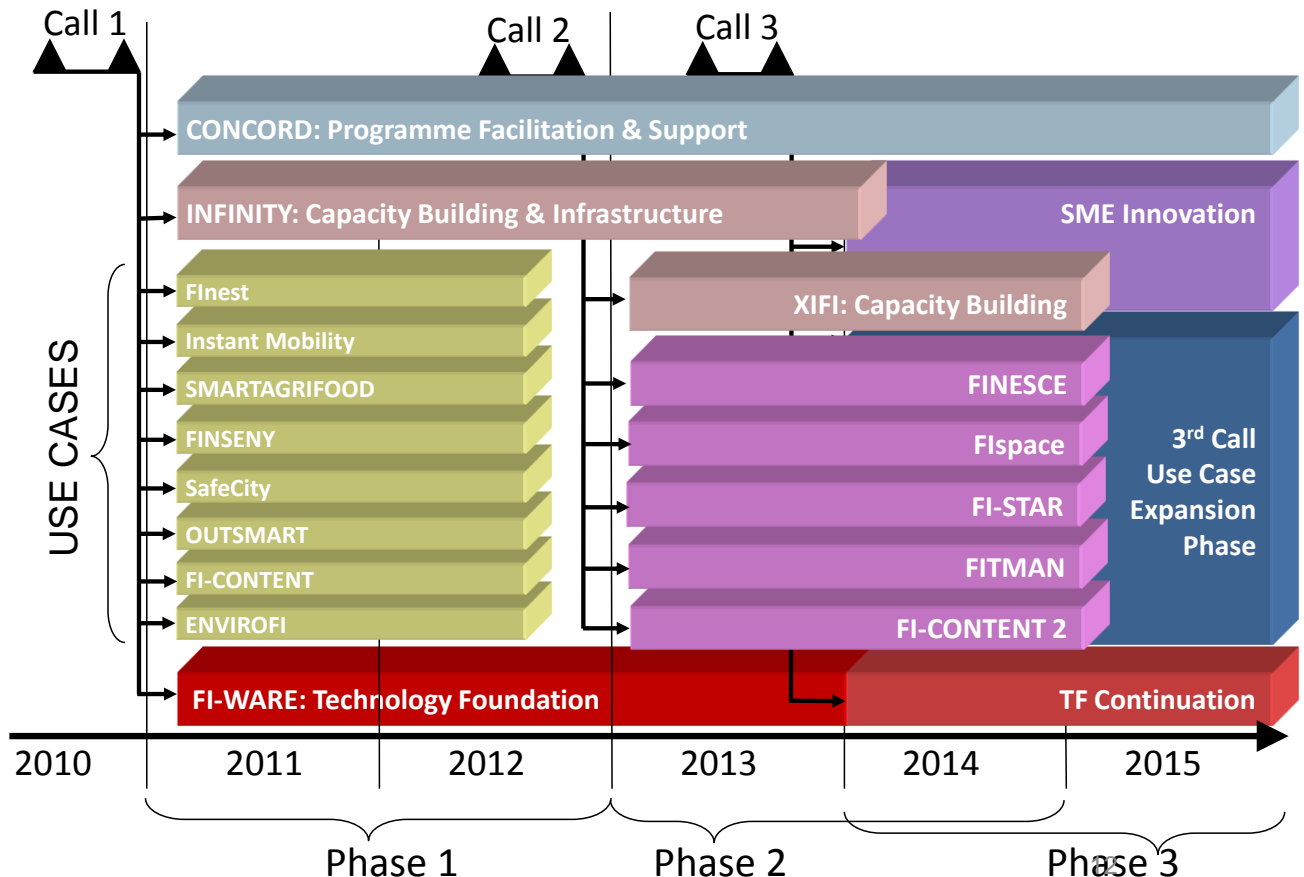 Call 1
Call 2
Call 3
CONCORD: Programme Facilitation & Support
INFINITY: Capacity Building & Infrastructure
SME Innovation
USE CASES
FInest
Instant Mobility
SMARTAGRIFOOD
FINSENY
SafeCity
OUTSMART
FI-CONTENT
ENVIROFI
XIFI: Capacity Building
FINESCE
FIspace
FI-STAR
FITMAN
FI-CONTENT 2
3rd Call
Use Case
Expansion
Phase
FI-WARE: Technology Foundation
TF Continuation
2010
2011
2012
2013
2014
2015
Phase 1
Phase 2
Phase 3
12